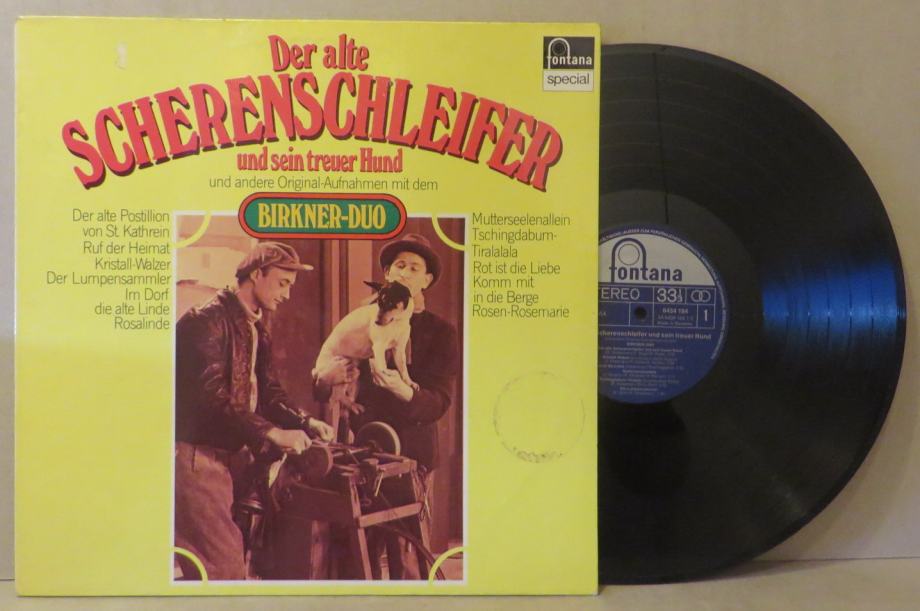 Der alte
SCHERENSCHLEIFER
und sein treuer Hund
und andere Original-Aufnahmen mit dem
BIRKNER-DUO
fontana
special
Der alte Postillion
von St. Kathrein
Ruf der Heimat
Kristall-Walzer
Der Lumpensammler
Im Dorf
die alte Linde
Rosalinde
Mutterseelenallein
Tschingdabum-
Tiralalala
Rot ist die Liebe
Komm mit
in die Berge
Rosen-Rosemarie
fontana
STEREO 33⅓
6434 184
1
cherenschleifer und sein treuer Hund